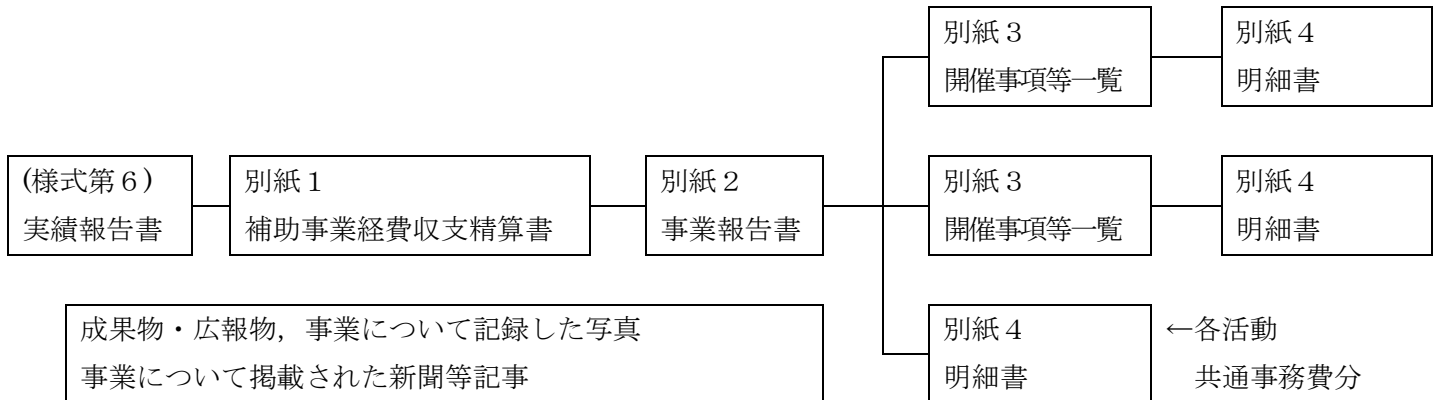 別紙３
開催事項等一覧
別紙４
明細書
(様式第６)
実績報告書
別紙１
補助事業経費収支精算書
別紙２
事業報告書
別紙３
開催事項等一覧
別紙４
明細書
成果物・広報物，事業について記録した写真
事業について掲載された新聞等記事
別紙４
明細書
←各活動
共通事務費分